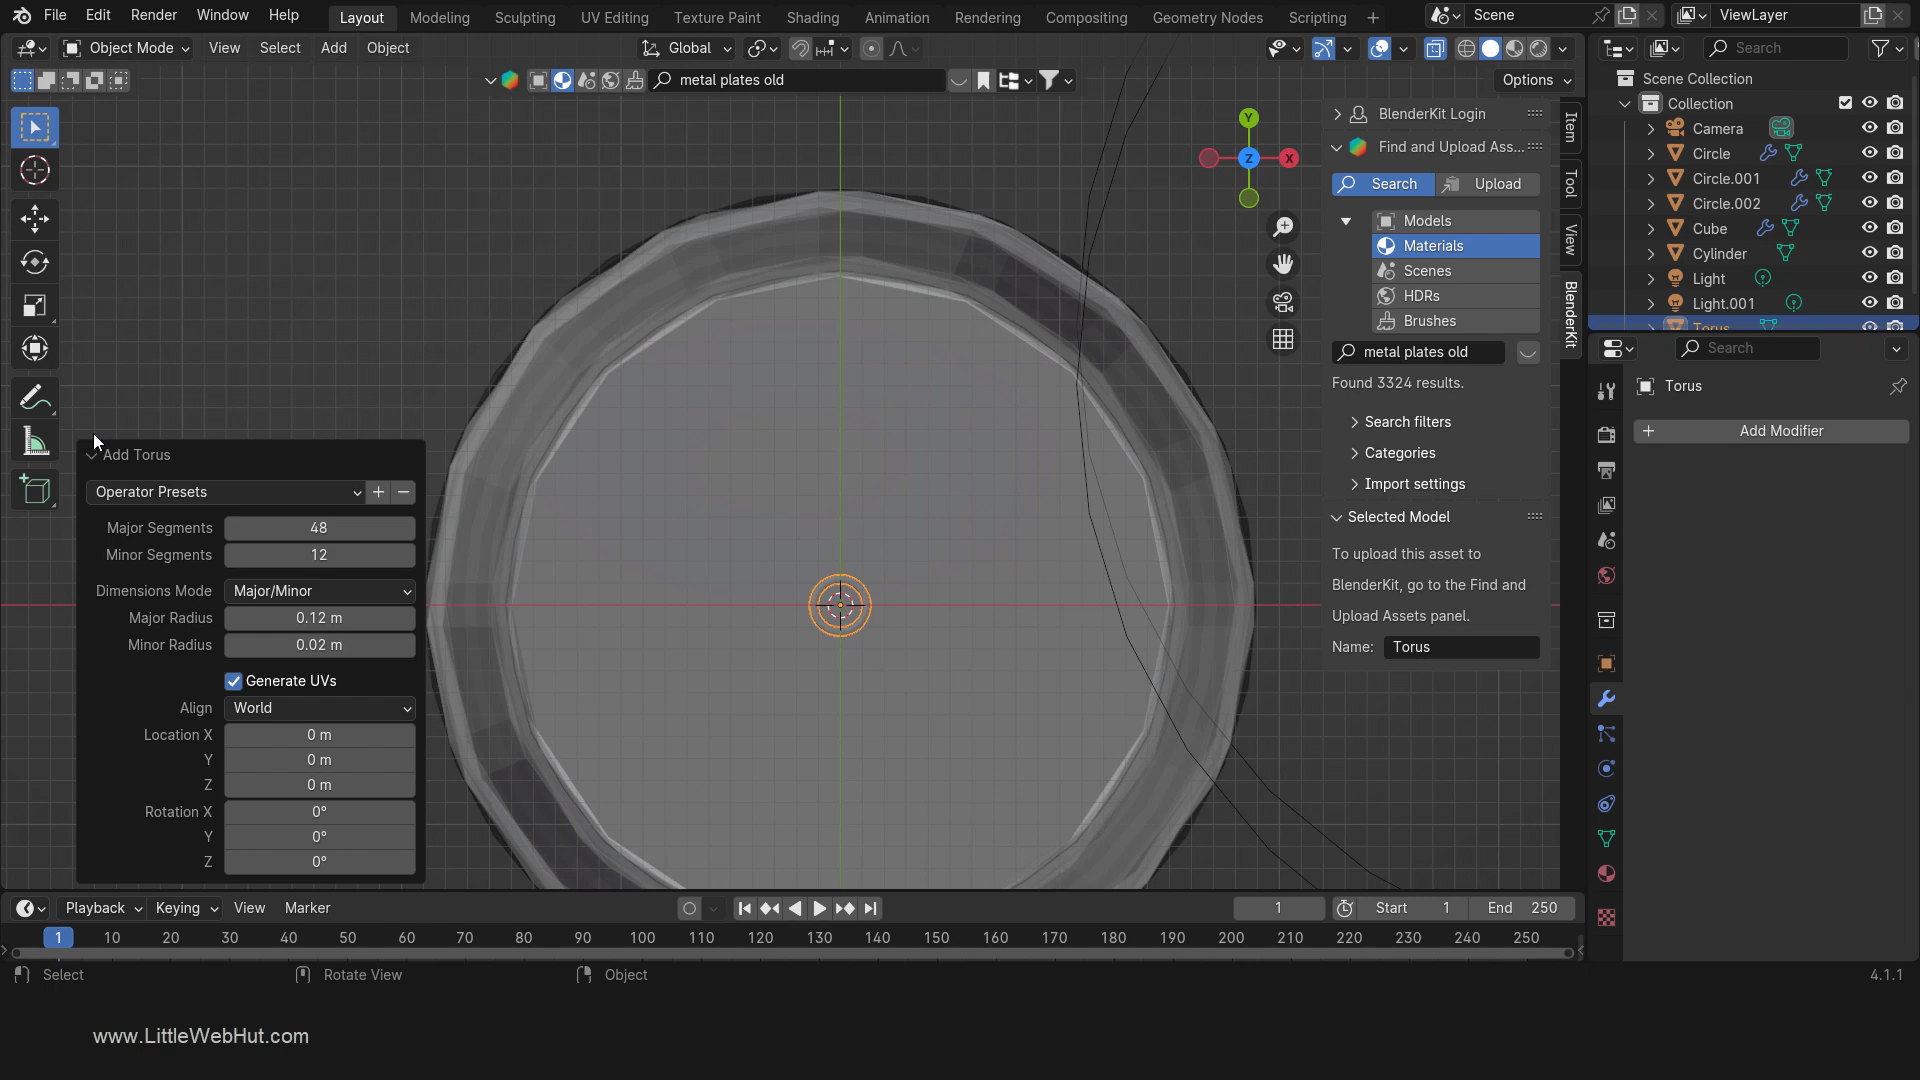 File Edit Render Window Help Layout Modeling Sculpting UV Editing Texture Paint Shading Animation Rendering Compositing Geometry Nodes Scripting + Scene ViewLayer
Object Mode View Select Add Object Global Search
metal plates old Options
Scene Collection
Collection
Camera
Circle
Circle.001
Circle.002
Cube
Cylinder
Light
Light.001
Torus
Search
Torus
+ Add Modifier
Y
X
Z
BlenderKit Login
Find and Upload Ass...
Search Upload
Models
Materials
Scenes
HDRs
Brushes
metal plates old
Found 3324 results.
Search filters
Categories
Import settings
Selected Model
To upload this asset to
BlenderKit, go to the Find and
Upload Assets panel.
Name: Torus
Item
Tool
View
BlenderKit
Add Torus
Operator Presets + −
Major Segments 48
Minor Segments 12
Dimensions Mode Major/Minor
Major Radius 0.12 m
Minor Radius 0.02 m
Generate UVs
Align World
Location X 0 m
Y 0 m
Z 0 m
Rotation X 0°
Y 0°
Z 0°
Playback Keying View Marker 1 Start 1 End 250
1 10 20 30 40 50 60 70 80 90 100 110 120 130 140 150 160 170 180 190 200 210 220 230 240 250
Select Rotate View Object 4.1.1
www.LittleWebHut.com